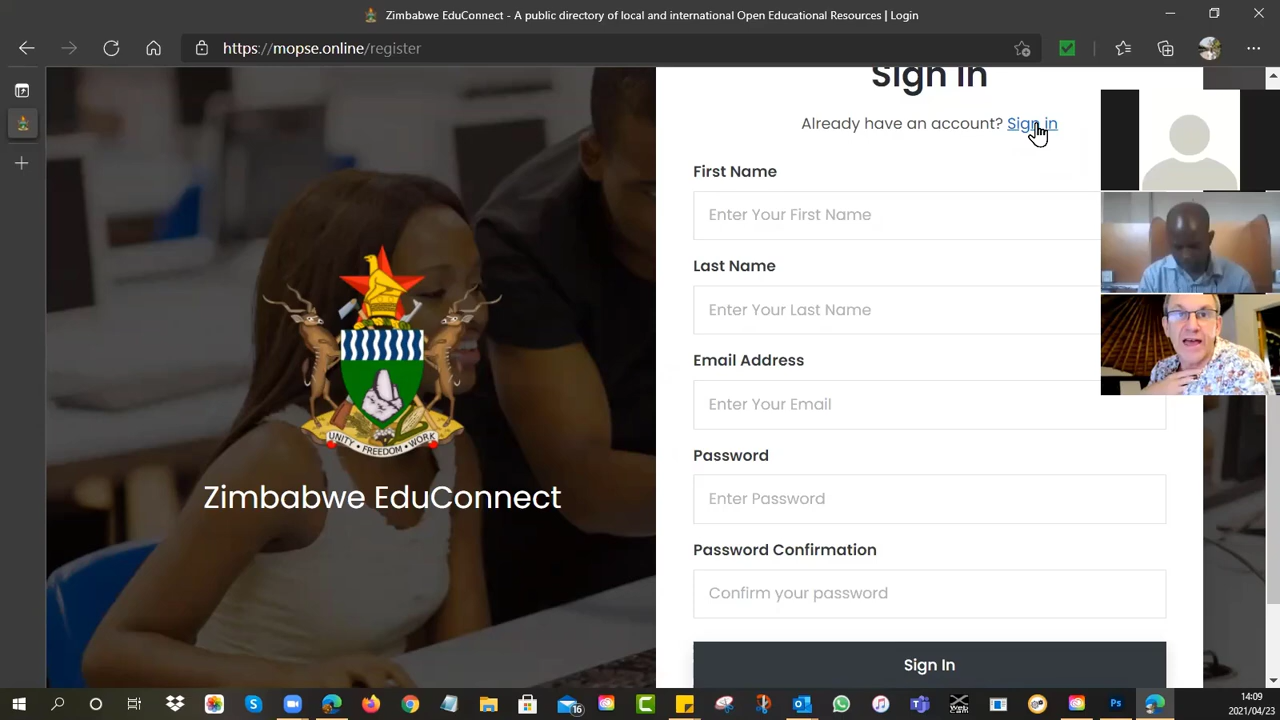 Zimbabwe EduConnect - A public directory of local and international Open Educational Resources | Login
https://mopse.online/register
Sign In
Already have an account? Sign in
First Name
Enter Your First Name
Last Name
Enter Your Last Name
Email Address
Enter Your Email
Password
Enter Password
Password Confirmation
Confirm your password
Sign In
UNITY • FREEDOM • WORK
Zimbabwe EduConnect
16
14:09
2021/04/23